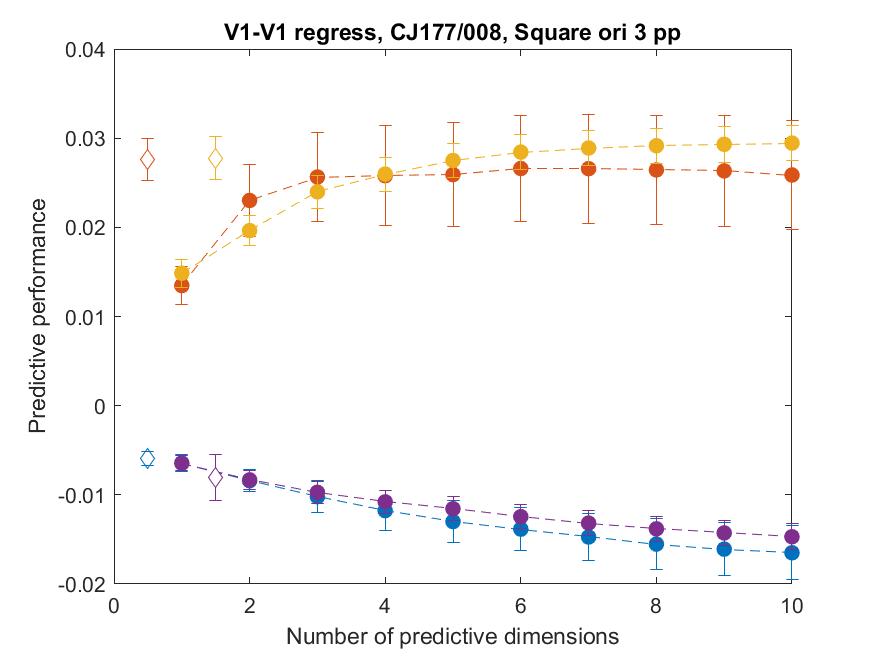 V1-V1 regress, CJ177/008, Square ori 3 pp
0.04
0.03
0.02
0.01
0
-0.01
-0.02
Predictive performance
0 2 4 6 8 10
Number of predictive dimensions